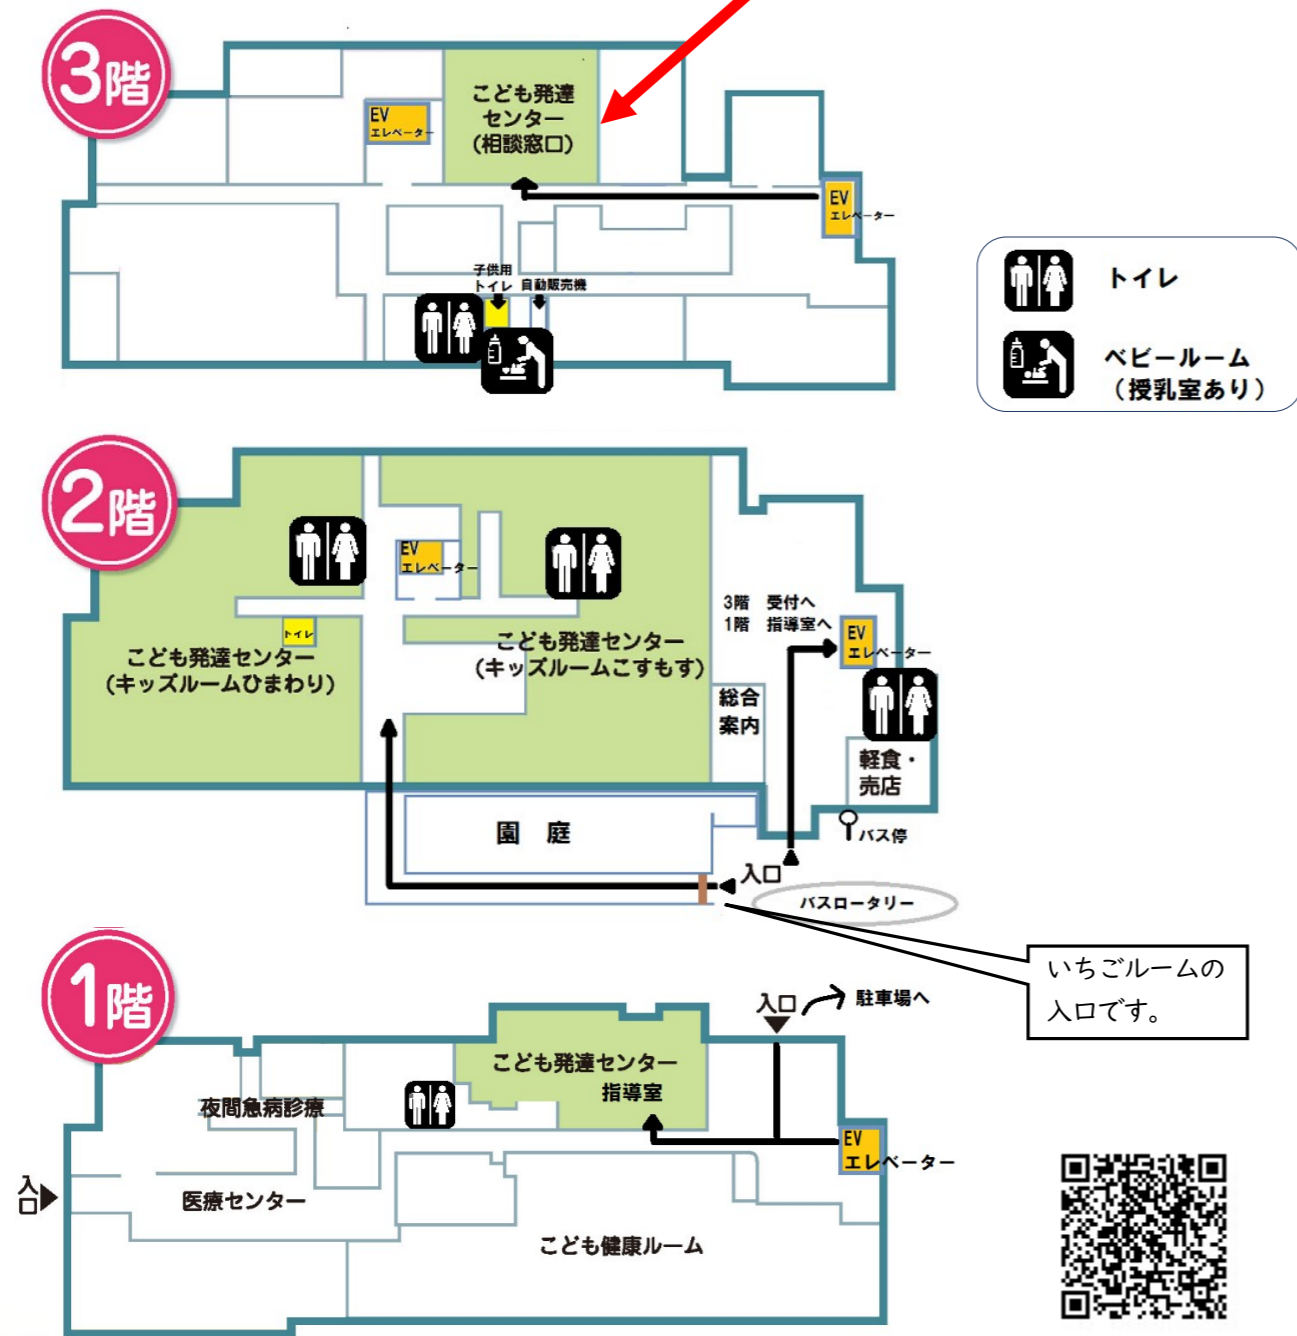 3階
こども発達
センター
(相談窓口)
EV
エレベーター
EV
エレベーター
子供用
トイレ
自動販売機
トイレ
ベビールーム
（授乳室あり）
2階
EV
エレベーター
3階　受付へ
1階　指導室へ
EV
エレベーター
トイレ
こども発達センター
(キッズルームひまわり)
こども発達センター
(キッズルームこすもす)
総合
案内
軽食・
売店
園　庭
バス停
入口
バスロータリー
いちごルームの
入口です。
1階
入口
駐車場へ
こども発達センター
指導室
夜間急病診療
EV
エレベーター
入口
医療センター
こども健康ルーム